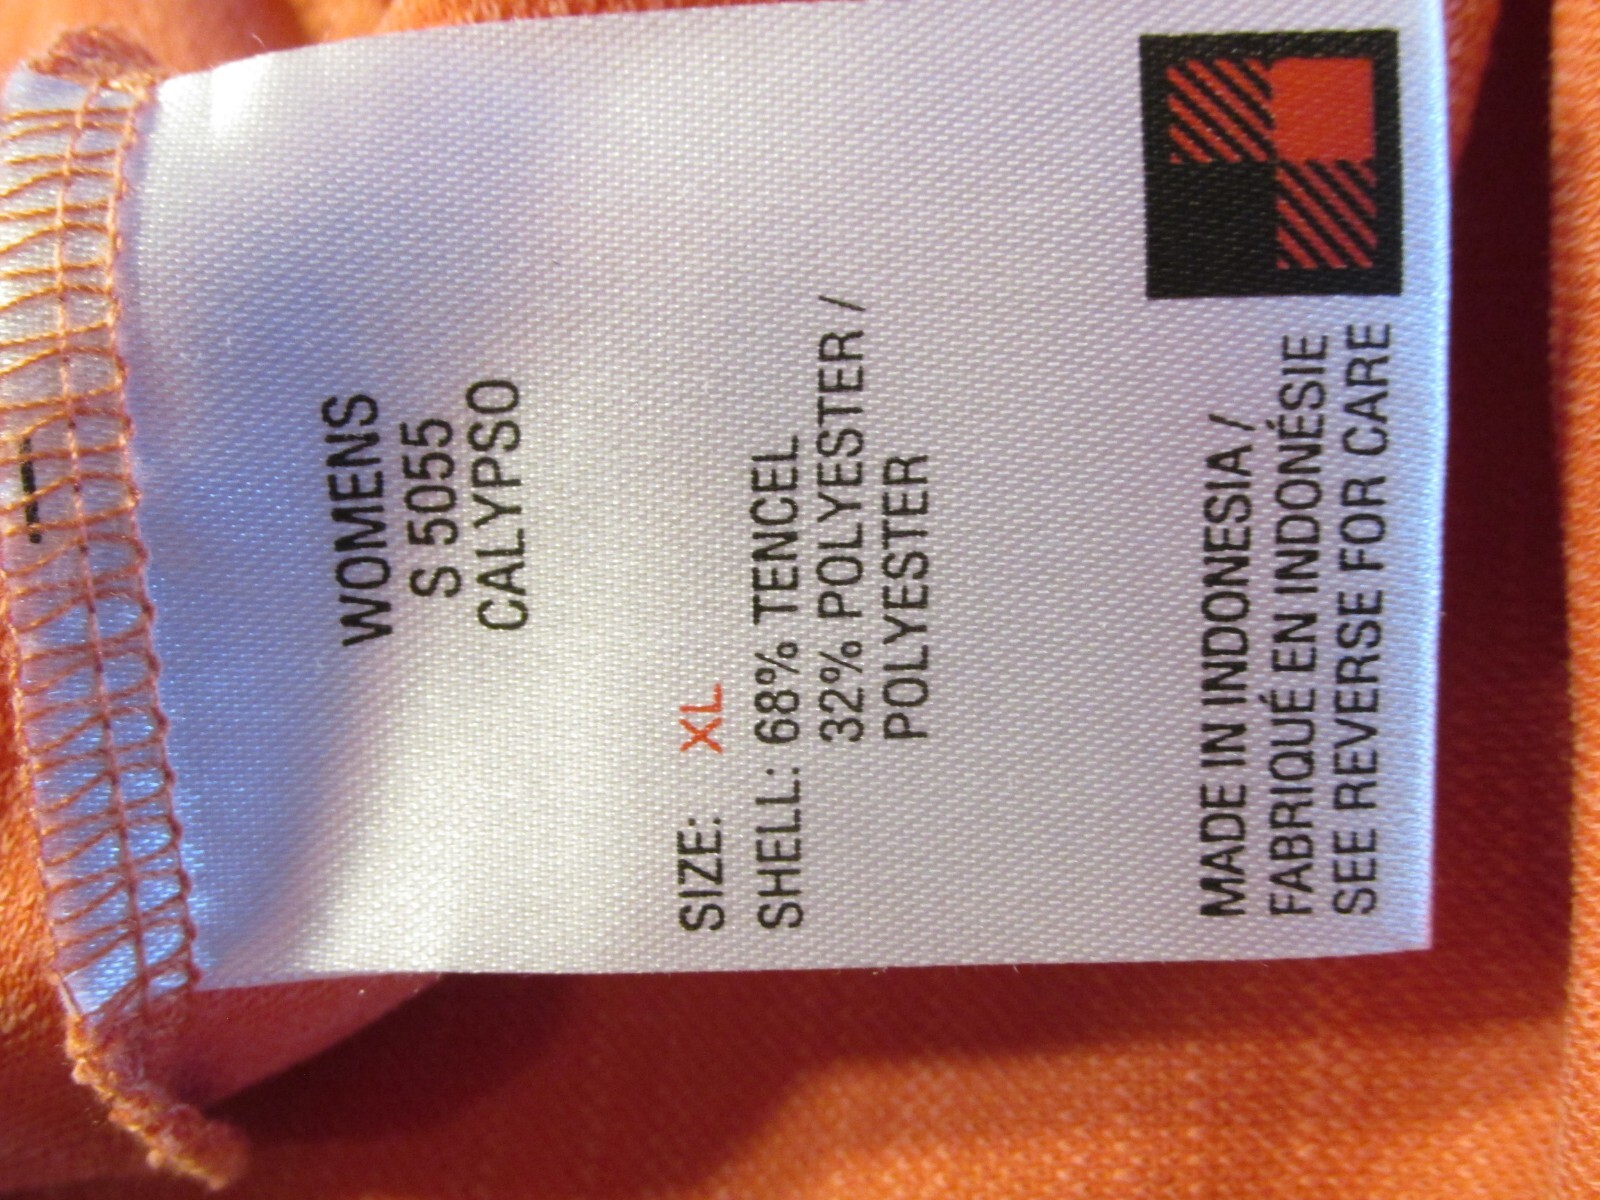 WOMENS
S 5055
CALYPSO
SIZE: XL
SHELL: 68% TENCEL
32% POLYESTER /
POLYESTER
MADE IN INDONESIA /
FABRIQUÉ EN INDONÉSIE
SEE REVERSE FOR CARE